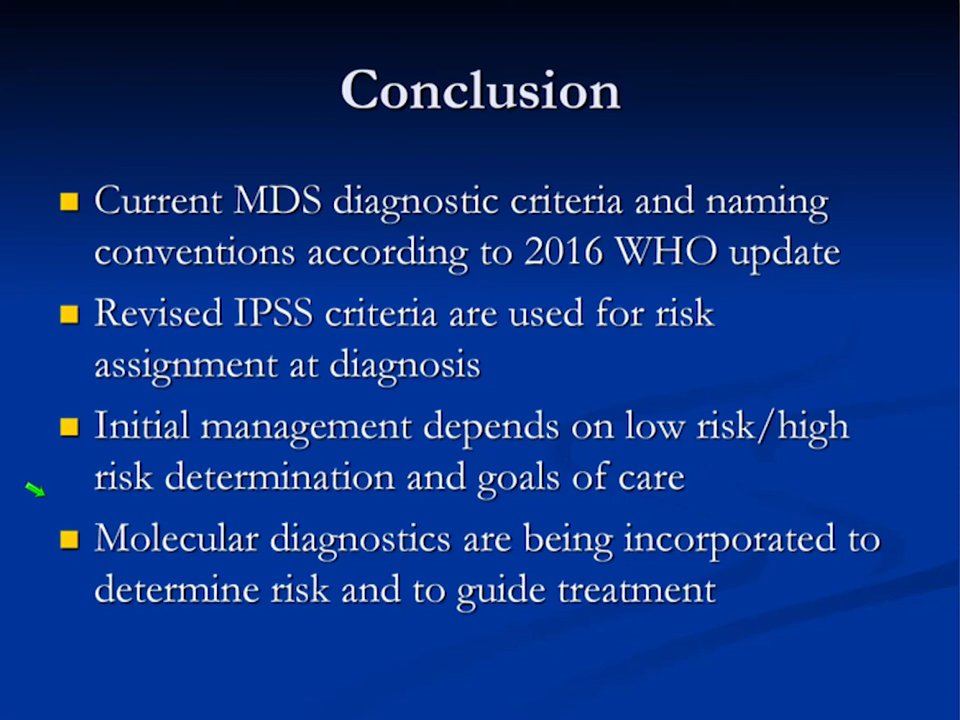 Conclusion
Current MDS diagnostic criteria and naming
conventions according to 2016 WHO update
Revised IPSS criteria are used for risk
assignment at diagnosis
Initial management depends on low risk/high
risk determination and goals of care
Molecular diagnostics are being incorporated to
determine risk and to guide treatment